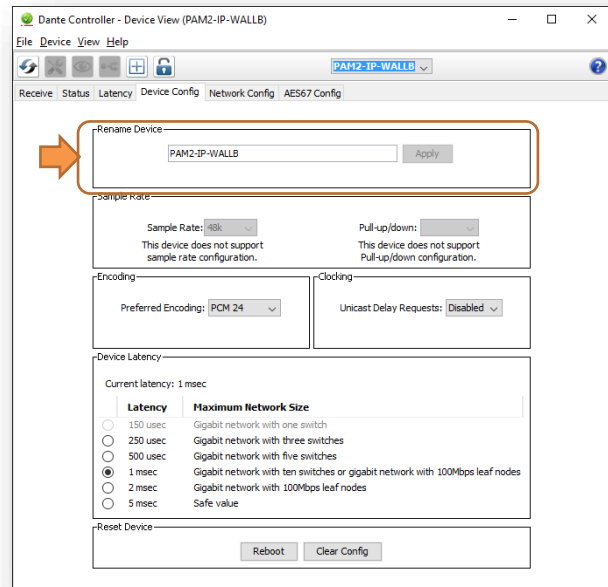 Dante Controller - Device View (PAM2-IP-WALLB)
File Device View Help
PAM2-IP-WALLB
?
Receive Status Latency Device Config Network Config AES67 Config
Rename Device
PAM2-IP-WALLB Apply
Sample Rate
Sample Rate: 48k Pull-up/down:
This device does not support This device does not support
sample rate configuration. Pull-up/down configuration.
Encoding Clocking
Preferred Encoding: PCM 24 Unicast Delay Requests: Disabled
Device Latency
Current latency: 1 msec
Latency Maximum Network Size
150 usec Gigabit network with one switch
250 usec Gigabit network with three switches
500 usec Gigabit network with five switches
1 msec Gigabit network with ten switches or gigabit network with 100Mbps leaf nodes
2 msec Gigabit network with 100Mbps leaf nodes
5 msec Safe value
Reset Device
Reboot Clear Config